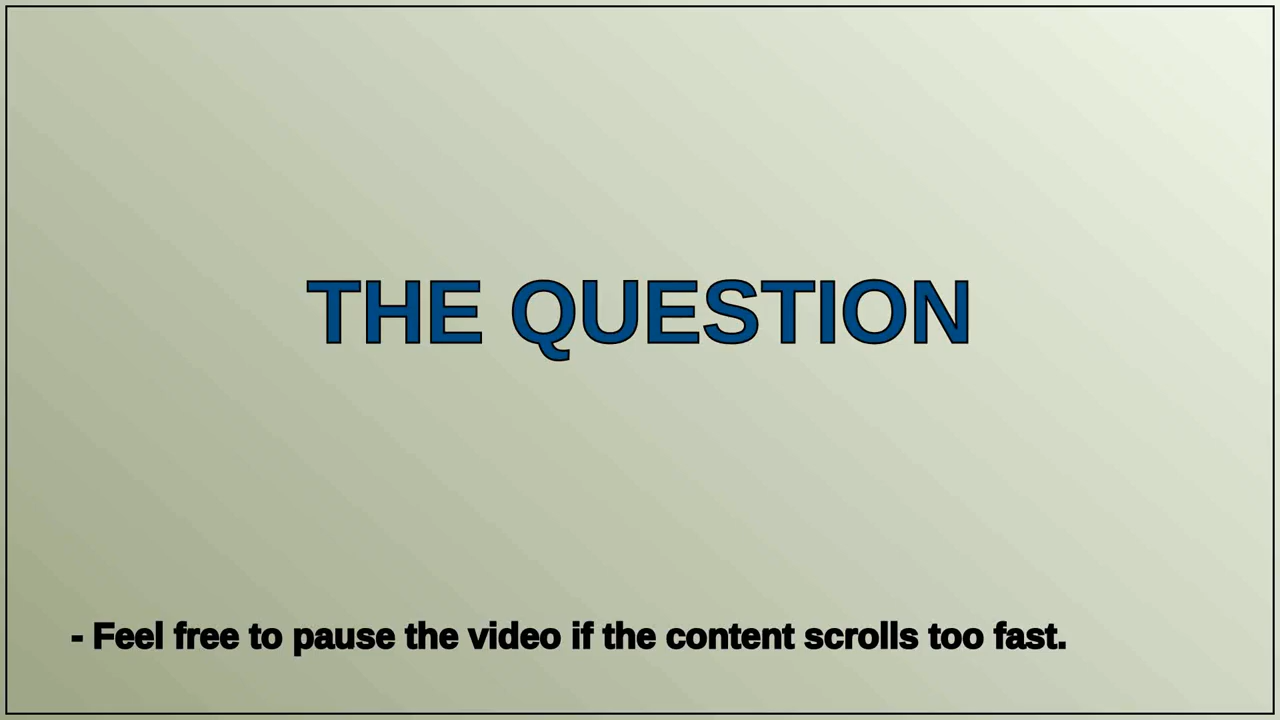 THE QUESTION
- Feel free to pause the video if the content scrolls too fast.